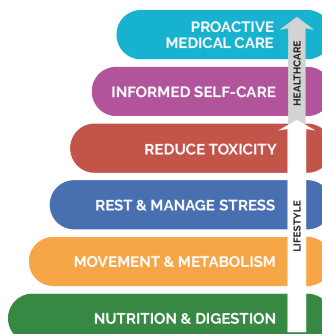 PROACTIVE
MEDICAL CARE
HEALTHCARE
INFORMED SELF-CARE
REDUCE TOXICITY
REST & MANAGE STRESS
LIFESTYLE
MOVEMENT & METABOLISM
NUTRITION & DIGESTION